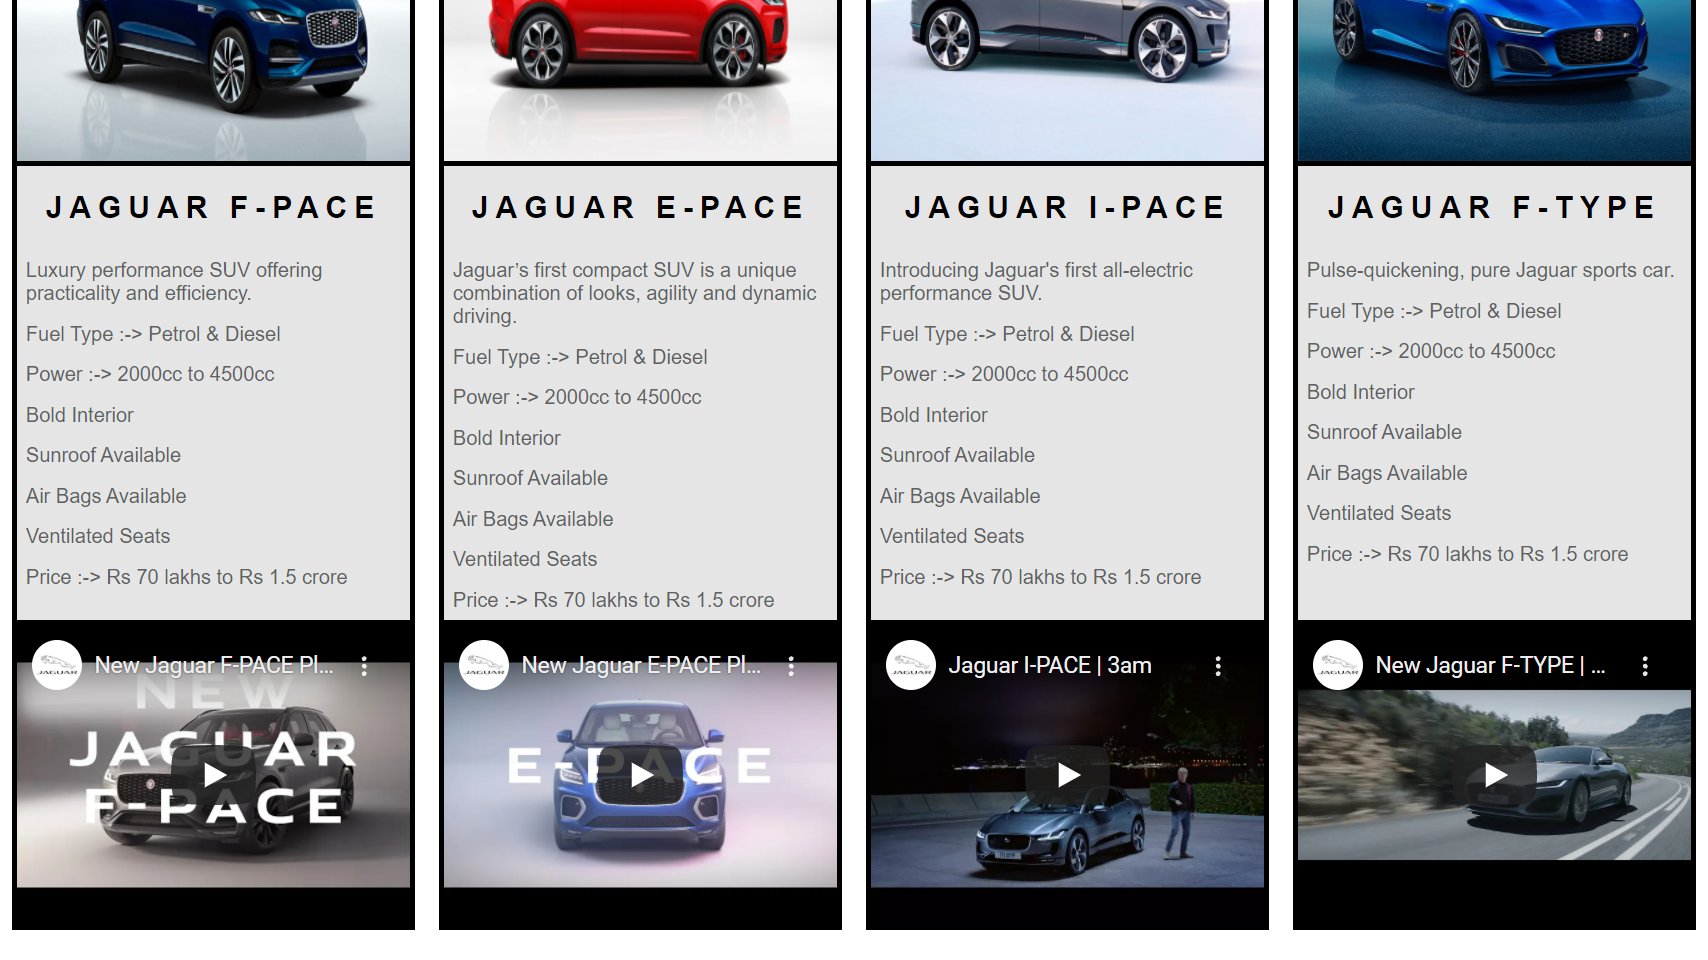 JAGUAR F-PACE
Luxury performance SUV offering
practicality and efficiency.
Fuel Type :-> Petrol & Diesel
Power :-> 2000cc to 4500cc
Bold Interior
Sunroof Available
Air Bags Available
Ventilated Seats
Price :-> Rs 70 lakhs to Rs 1.5 crore
JAGUAR
New Jaguar F-PACE Pl...
NEW
JAGUAR
F-PACE
JAGUAR E-PACE
Jaguar’s first compact SUV is a unique
combination of looks, agility and dynamic
driving.
Fuel Type :-> Petrol & Diesel
Power :-> 2000cc to 4500cc
Bold Interior
Sunroof Available
Air Bags Available
Ventilated Seats
Price :-> Rs 70 lakhs to Rs 1.5 crore
JAGUAR
New Jaguar E-PACE Pl...
E-PACE
JAGUAR I-PACE
Introducing Jaguar's first all-electric
performance SUV.
Fuel Type :-> Petrol & Diesel
Power :-> 2000cc to 4500cc
Bold Interior
Sunroof Available
Air Bags Available
Ventilated Seats
Price :-> Rs 70 lakhs to Rs 1.5 crore
JAGUAR
Jaguar I-PACE | 3am
JAGUAR F-TYPE
Pulse-quickening, pure Jaguar sports car.
Fuel Type :-> Petrol & Diesel
Power :-> 2000cc to 4500cc
Bold Interior
Sunroof Available
Air Bags Available
Ventilated Seats
Price :-> Rs 70 lakhs to Rs 1.5 crore
JAGUAR
New Jaguar F-TYPE | ...